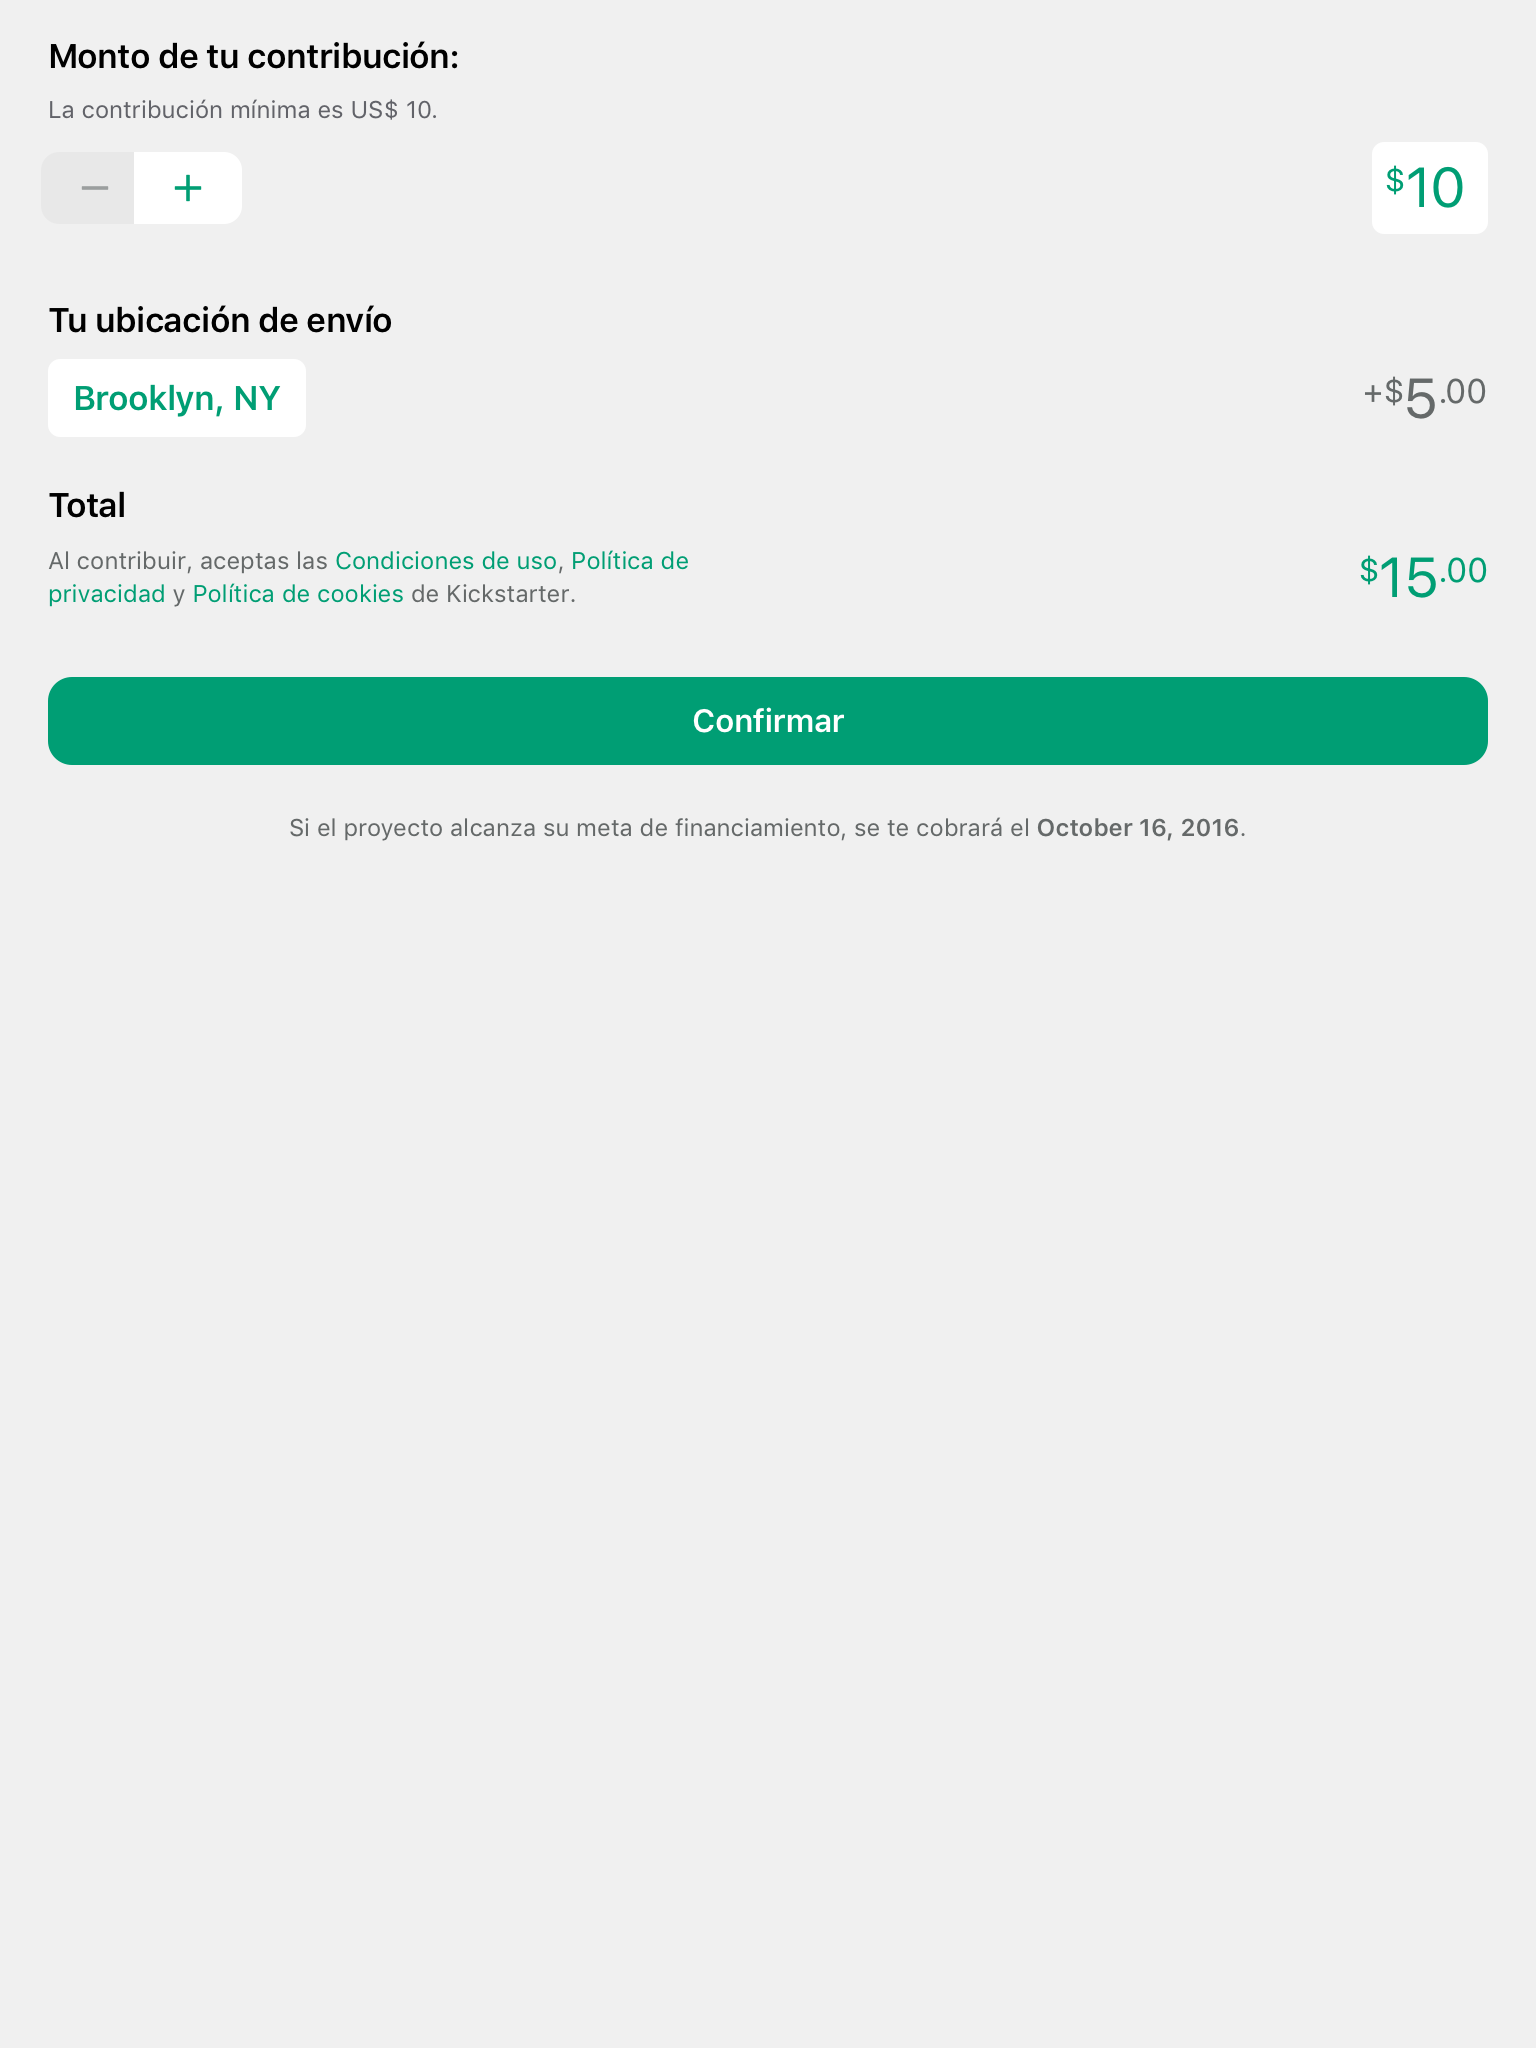 Monto de tu contribución:
La contribución mínima es US$ 10.
− +
$10
Tu ubicación de envío
Brooklyn, NY
+$5.00
Total
Al contribuir, aceptas las Condiciones de uso, Política de
privacidad y Política de cookies de Kickstarter.
$15.00
Confirmar
Si el proyecto alcanza su meta de financiamiento, se te cobrará el October 16, 2016.